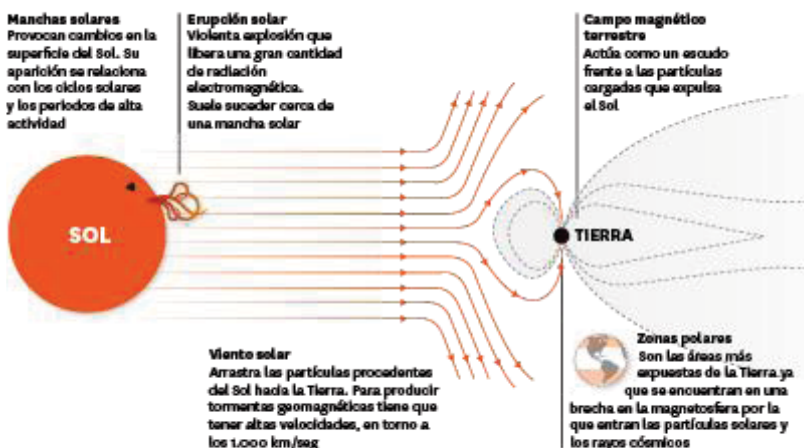 Manchas solares
Provocan cambios en la
superficie del Sol. Su
aparición se relaciona
con los ciclos solares
y los periodos de alta
actividad
Erupción solar
Violenta explosión que
libera una gran cantidad
de radiación
electromagnética.
Suele suceder cerca de
una mancha solar
Campo magnético
terrestre
Actúa como un escudo
frente a las partículas
cargadas que expulsa
el Sol
SOL
TIERRA
Viento solar
Arrastra las partículas procedentes
del Sol hacia la Tierra. Para producir
tormentas geomagnéticas tiene que
tener altas velocidades, en torno a
los 1.000 km/seg
Zonas polares
Son las áreas más
expuestas de la Tierra ya
que se encuentran en una
brecha en la magnetosfera por la
que entran las partículas solares y
los rayos cósmicos